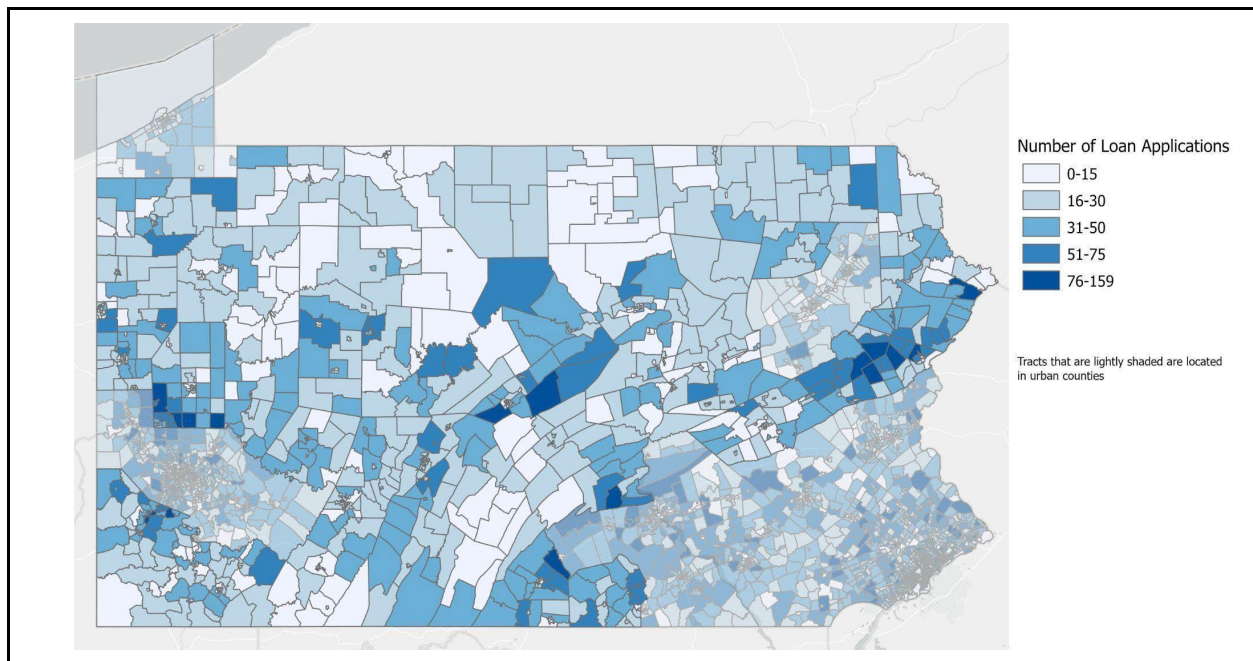 Number of Loan Applications
0-15
16-30
31-50
51-75
76-159
Tracts that are lightly shaded are located
in urban counties